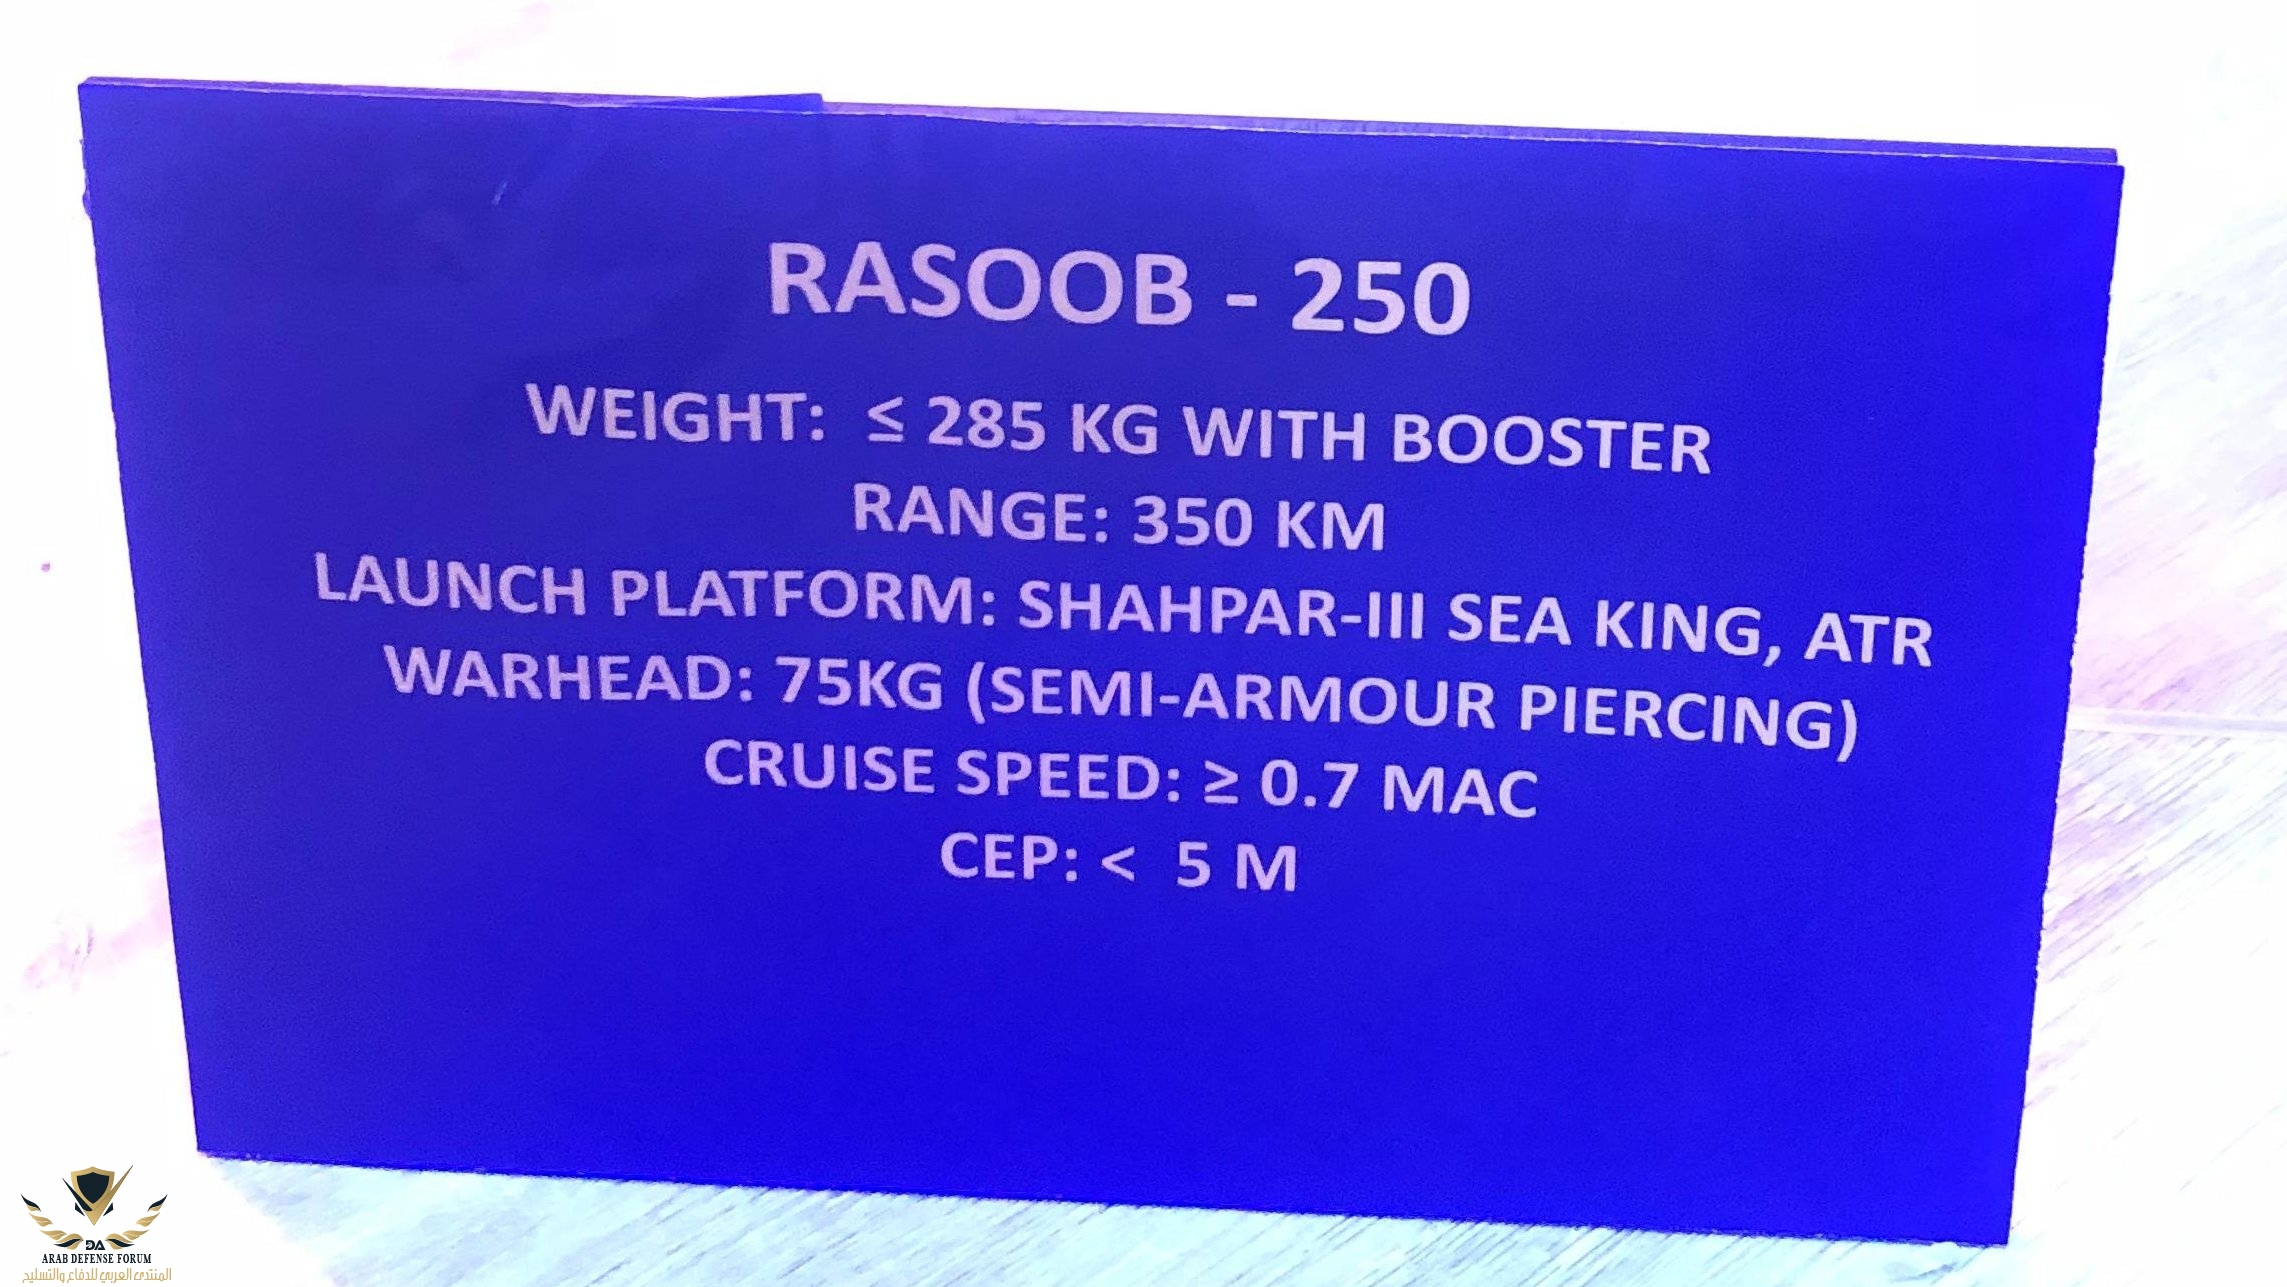 RASOOB - 250
WEIGHT: ≤ 285 KG WITH BOOSTER
RANGE: 350 KM
LAUNCH PLATFORM: SHAHPAR-III SEA KING, ATR
WARHEAD: 75KG (SEMI-ARMOUR PIERCING)
CRUISE SPEED: ≥ 0.7 MAC
CEP: < 5 M
DA
ARAB DEFENSE FORUM
المنتدى العربي للدفاع والتسليح